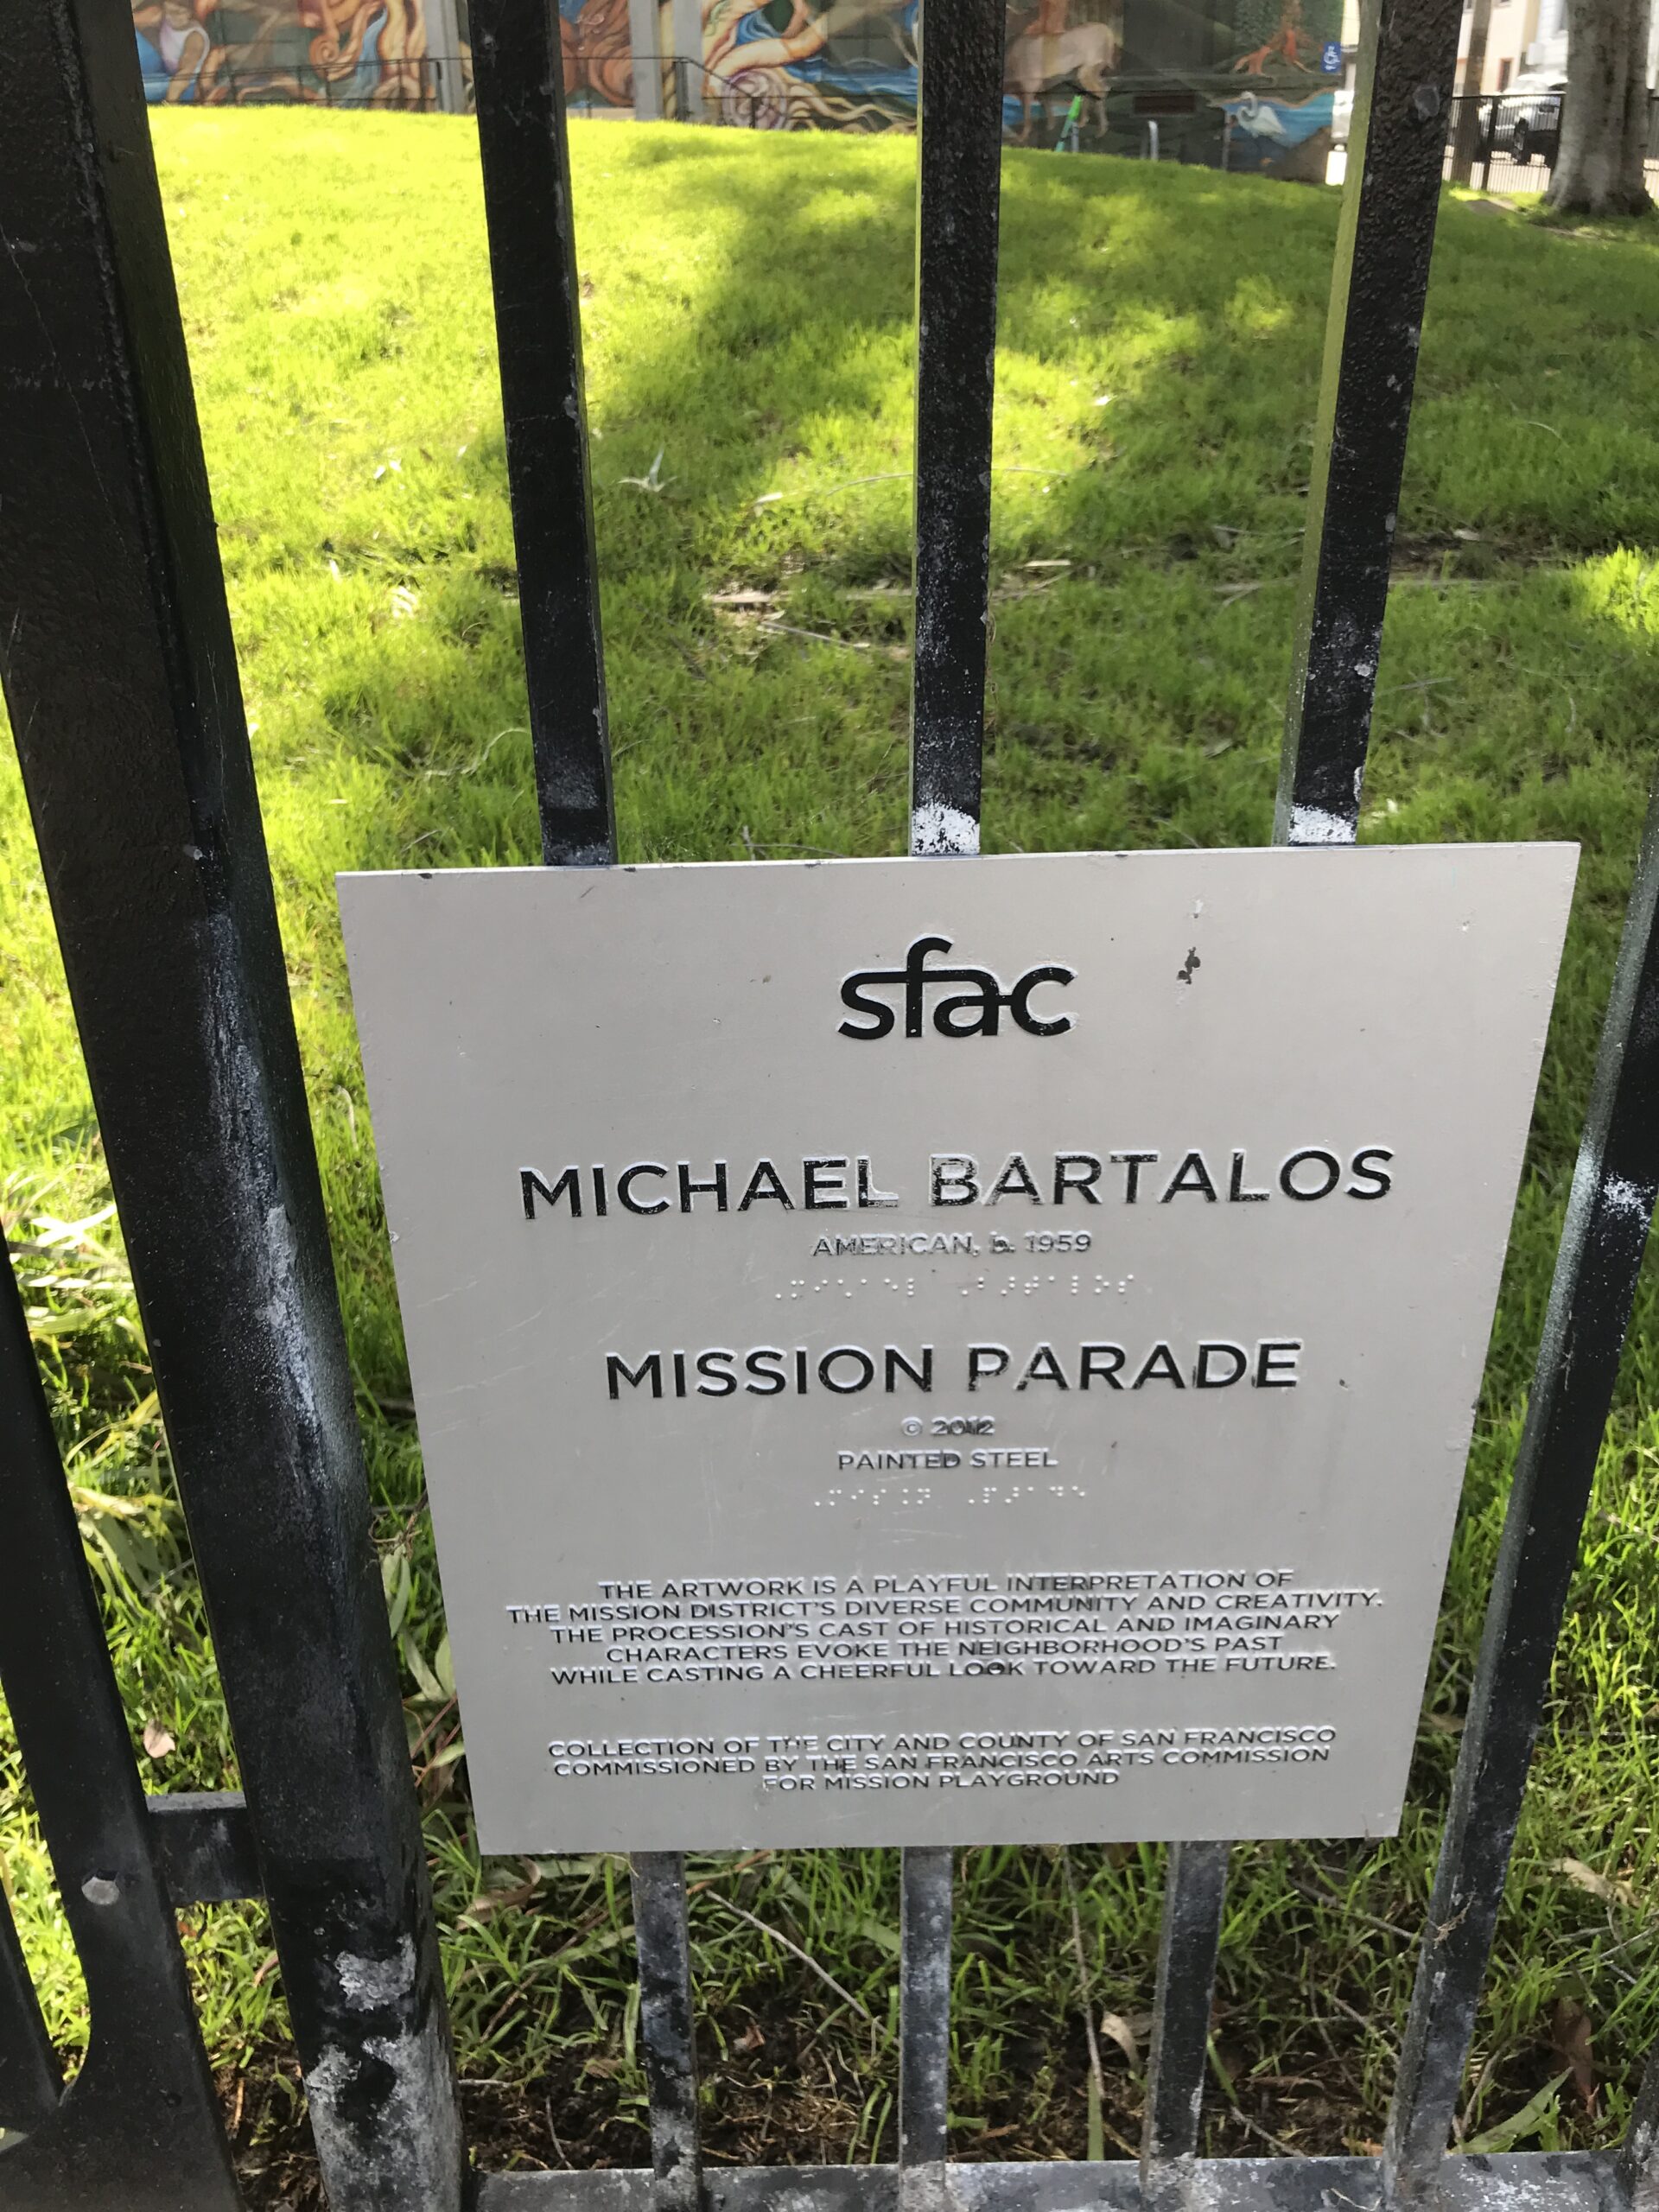 sfac
MICHAEL BARTALOS
AMERICAN, b. 1959
⠠⠍⠊⠡⠁⠑⠇ ⠠⠃⠜⠞⠁⠇⠕⠎
MISSION PARADE
© 2012
PAINTED STEEL
THE ARTWORK IS A PLAYFUL INTERPRETATION OF
THE MISSION DISTRICT'S DIVERSE COMMUNITY AND CREATIVITY.
THE PROCESSION'S CAST OF HISTORICAL AND IMAGINARY
CHARACTERS EVOKE THE NEIGHBORHOOD'S PAST
WHILE CASTING A CHEERFUL LOOK TOWARD THE FUTURE.
COLLECTION OF THE CITY AND COUNTY OF SAN FRANCISCO
COMMISSIONED BY THE SAN FRANCISCO ARTS COMMISSION
FOR MISSION PLAYGROUND